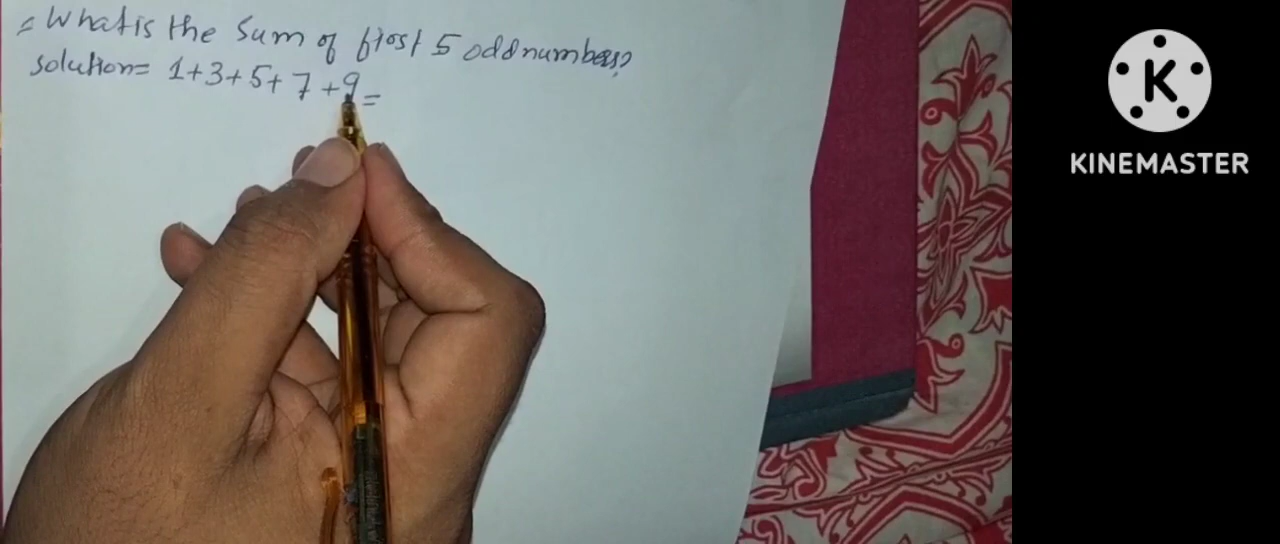 = What is the Sum of first 5 odd numbers?
Solution= 1+3+5+7+9=
K
KINEMASTER